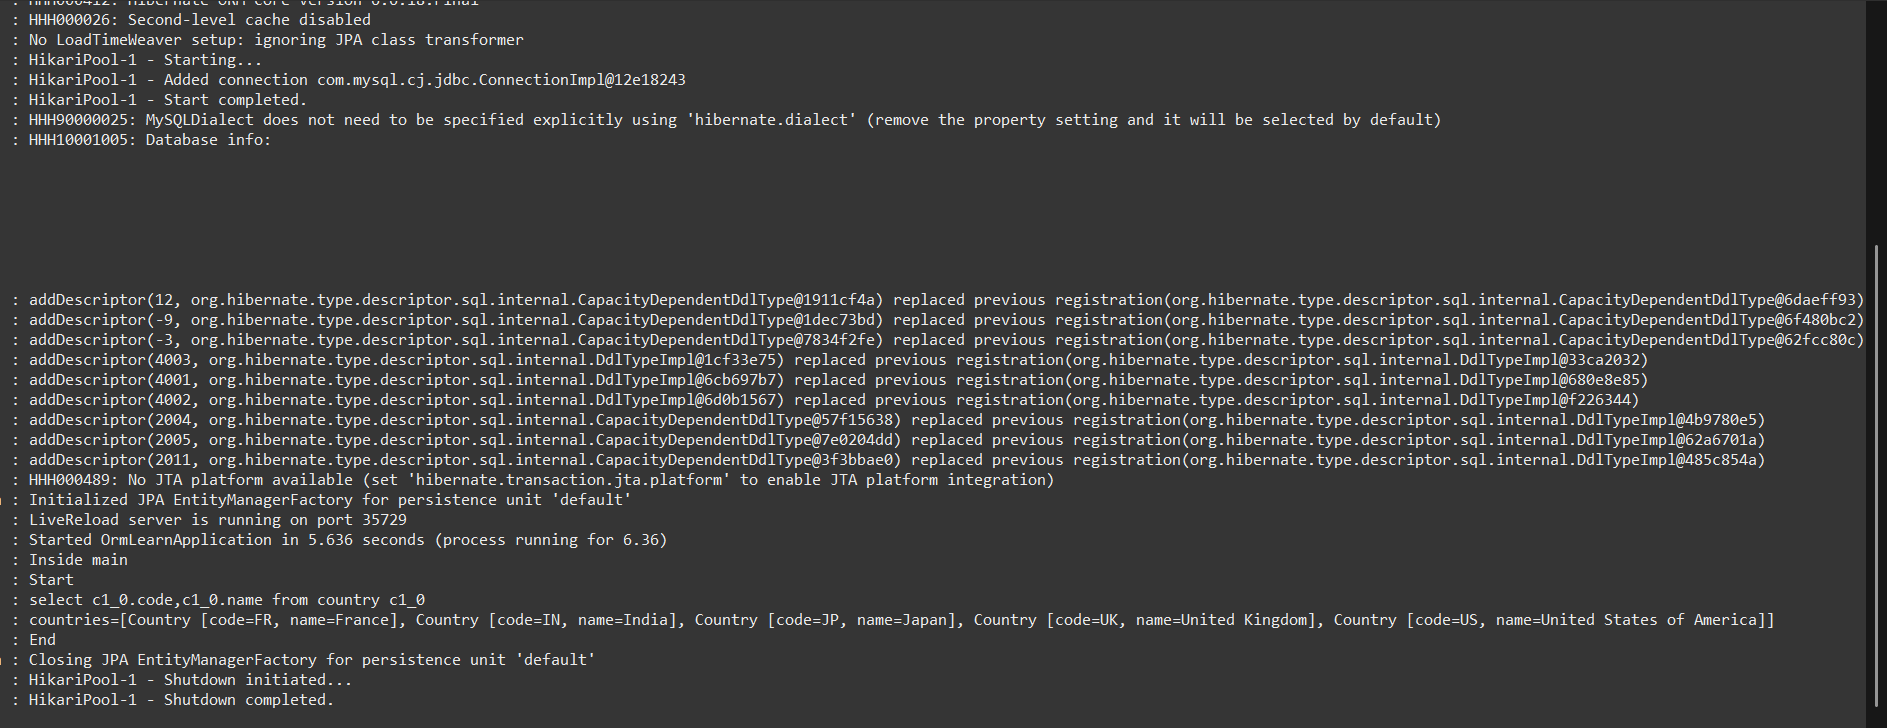 : HHH000412: Hibernate ORM core version 6.6.18.Final
: HHH000026: Second-level cache disabled
: No LoadTimeWeaver setup: ignoring JPA class transformer
: HikariPool-1 - Starting...
: HikariPool-1 - Added connection com.mysql.cj.jdbc.ConnectionImpl@12e18243
: HikariPool-1 - Start completed.
: HHH90000025: MySQLDialect does not need to be specified explicitly using 'hibernate.dialect' (remove the property setting and it will be selected by default)
: HHH10001005: Database info:
: addDescriptor(12, org.hibernate.type.descriptor.sql.internal.CapacityDependentDdlType@1911cf4a) replaced previous registration(org.hibernate.type.descriptor.sql.internal.CapacityDependentDdlType@6daeff93)
: addDescriptor(-9, org.hibernate.type.descriptor.sql.internal.CapacityDependentDdlType@1dec73bd) replaced previous registration(org.hibernate.type.descriptor.sql.internal.CapacityDependentDdlType@6f480bc2)
: addDescriptor(-3, org.hibernate.type.descriptor.sql.internal.CapacityDependentDdlType@7834f2fe) replaced previous registration(org.hibernate.type.descriptor.sql.internal.CapacityDependentDdlType@62fcc80c)
: addDescriptor(4003, org.hibernate.type.descriptor.sql.internal.DdlTypeImpl@1cf33e75) replaced previous registration(org.hibernate.type.descriptor.sql.internal.DdlTypeImpl@33ca2032)
: addDescriptor(4001, org.hibernate.type.descriptor.sql.internal.DdlTypeImpl@6cb697b7) replaced previous registration(org.hibernate.type.descriptor.sql.internal.DdlTypeImpl@680e8e85)
: addDescriptor(4002, org.hibernate.type.descriptor.sql.internal.DdlTypeImpl@6d0b1567) replaced previous registration(org.hibernate.type.descriptor.sql.internal.DdlTypeImpl@f226344)
: addDescriptor(2004, org.hibernate.type.descriptor.sql.internal.CapacityDependentDdlType@57f15638) replaced previous registration(org.hibernate.type.descriptor.sql.internal.DdlTypeImpl@4b9780e5)
: addDescriptor(2005, org.hibernate.type.descriptor.sql.internal.CapacityDependentDdlType@7e0204dd) replaced previous registration(org.hibernate.type.descriptor.sql.internal.DdlTypeImpl@62a6701a)
: addDescriptor(2011, org.hibernate.type.descriptor.sql.internal.CapacityDependentDdlType@3f3bbae0) replaced previous registration(org.hibernate.type.descriptor.sql.internal.DdlTypeImpl@485c854a)
: HHH000489: No JTA platform available (set 'hibernate.transaction.jta.platform' to enable JTA platform integration)
: Initialized JPA EntityManagerFactory for persistence unit 'default'
: LiveReload server is running on port 35729
: Started OrmLearnApplication in 5.636 seconds (process running for 6.36)
: Inside main
: Start
: select c1_0.code,c1_0.name from country c1_0
: countries=[Country [code=FR, name=France], Country [code=IN, name=India], Country [code=JP, name=Japan], Country [code=UK, name=United Kingdom], Country [code=US, name=United States of America]]
: End
: Closing JPA EntityManagerFactory for persistence unit 'default'
: HikariPool-1 - Shutdown initiated...
: HikariPool-1 - Shutdown completed.